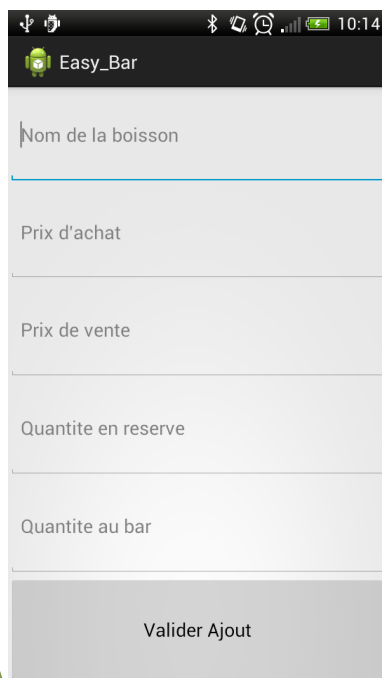 10:14
Easy_Bar
Nom de la boisson
Prix d'achat
Prix de vente
Quantite en reserve
Quantite au bar
Valider Ajout